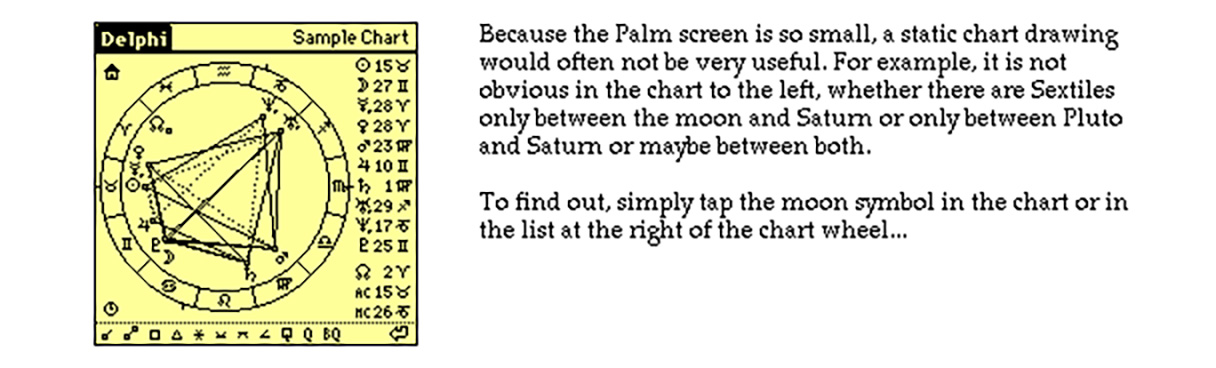 Delphi
Sample Chart
☉ 15 ♉
☽ 27 ♊
☿, 28 ♈
♀ 28 ♈
♂ 23 ♍
♃ 10 ♊
♄ 1 ♍
♅, 29 ♐
♆, 17 ♑
♇ 25 ♊
☊ 2 ♈
AC 15 ♉
MC 26 ♑
Q BQ
Because the Palm screen is so small, a static chart drawing
would often not be very useful. For example, it is not
obvious in the chart to the left, whether there are Sextiles
only between the moon and Saturn or only between Pluto
and Saturn or maybe between both.
To find out, simply tap the moon symbol in the chart or in
the list at the right of the chart wheel...